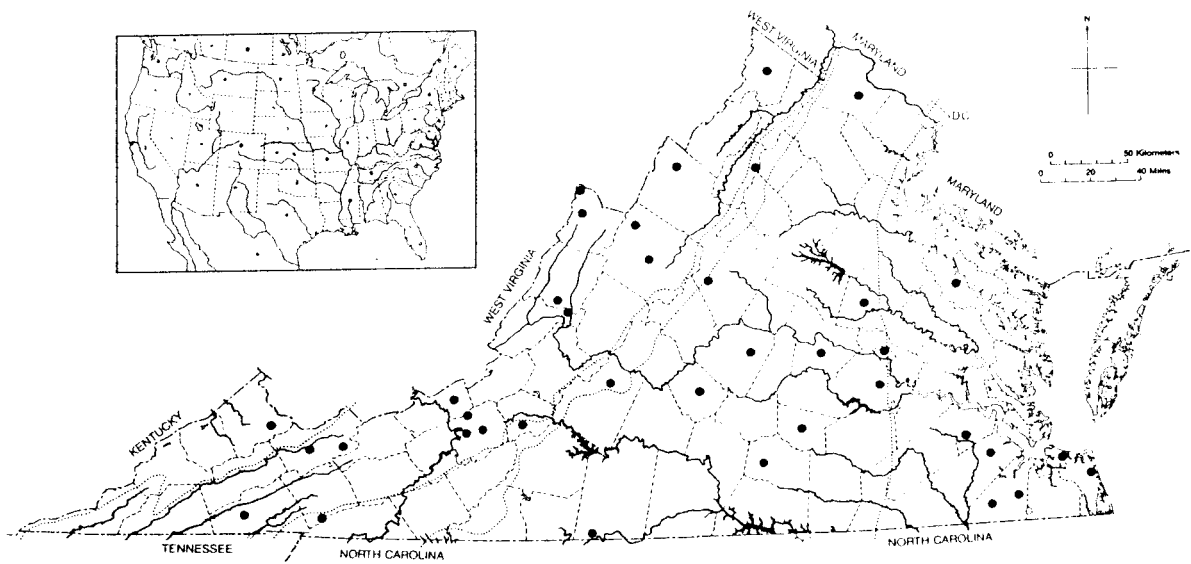 WEST VIRGINIA
MARYLAND
N
DC
0 50 Kilometers
0 20 40 Miles
MARYLAND
WEST VIRGINIA
KENTUCKY
TENNESSEE
NORTH CAROLINA
NORTH CAROLINA